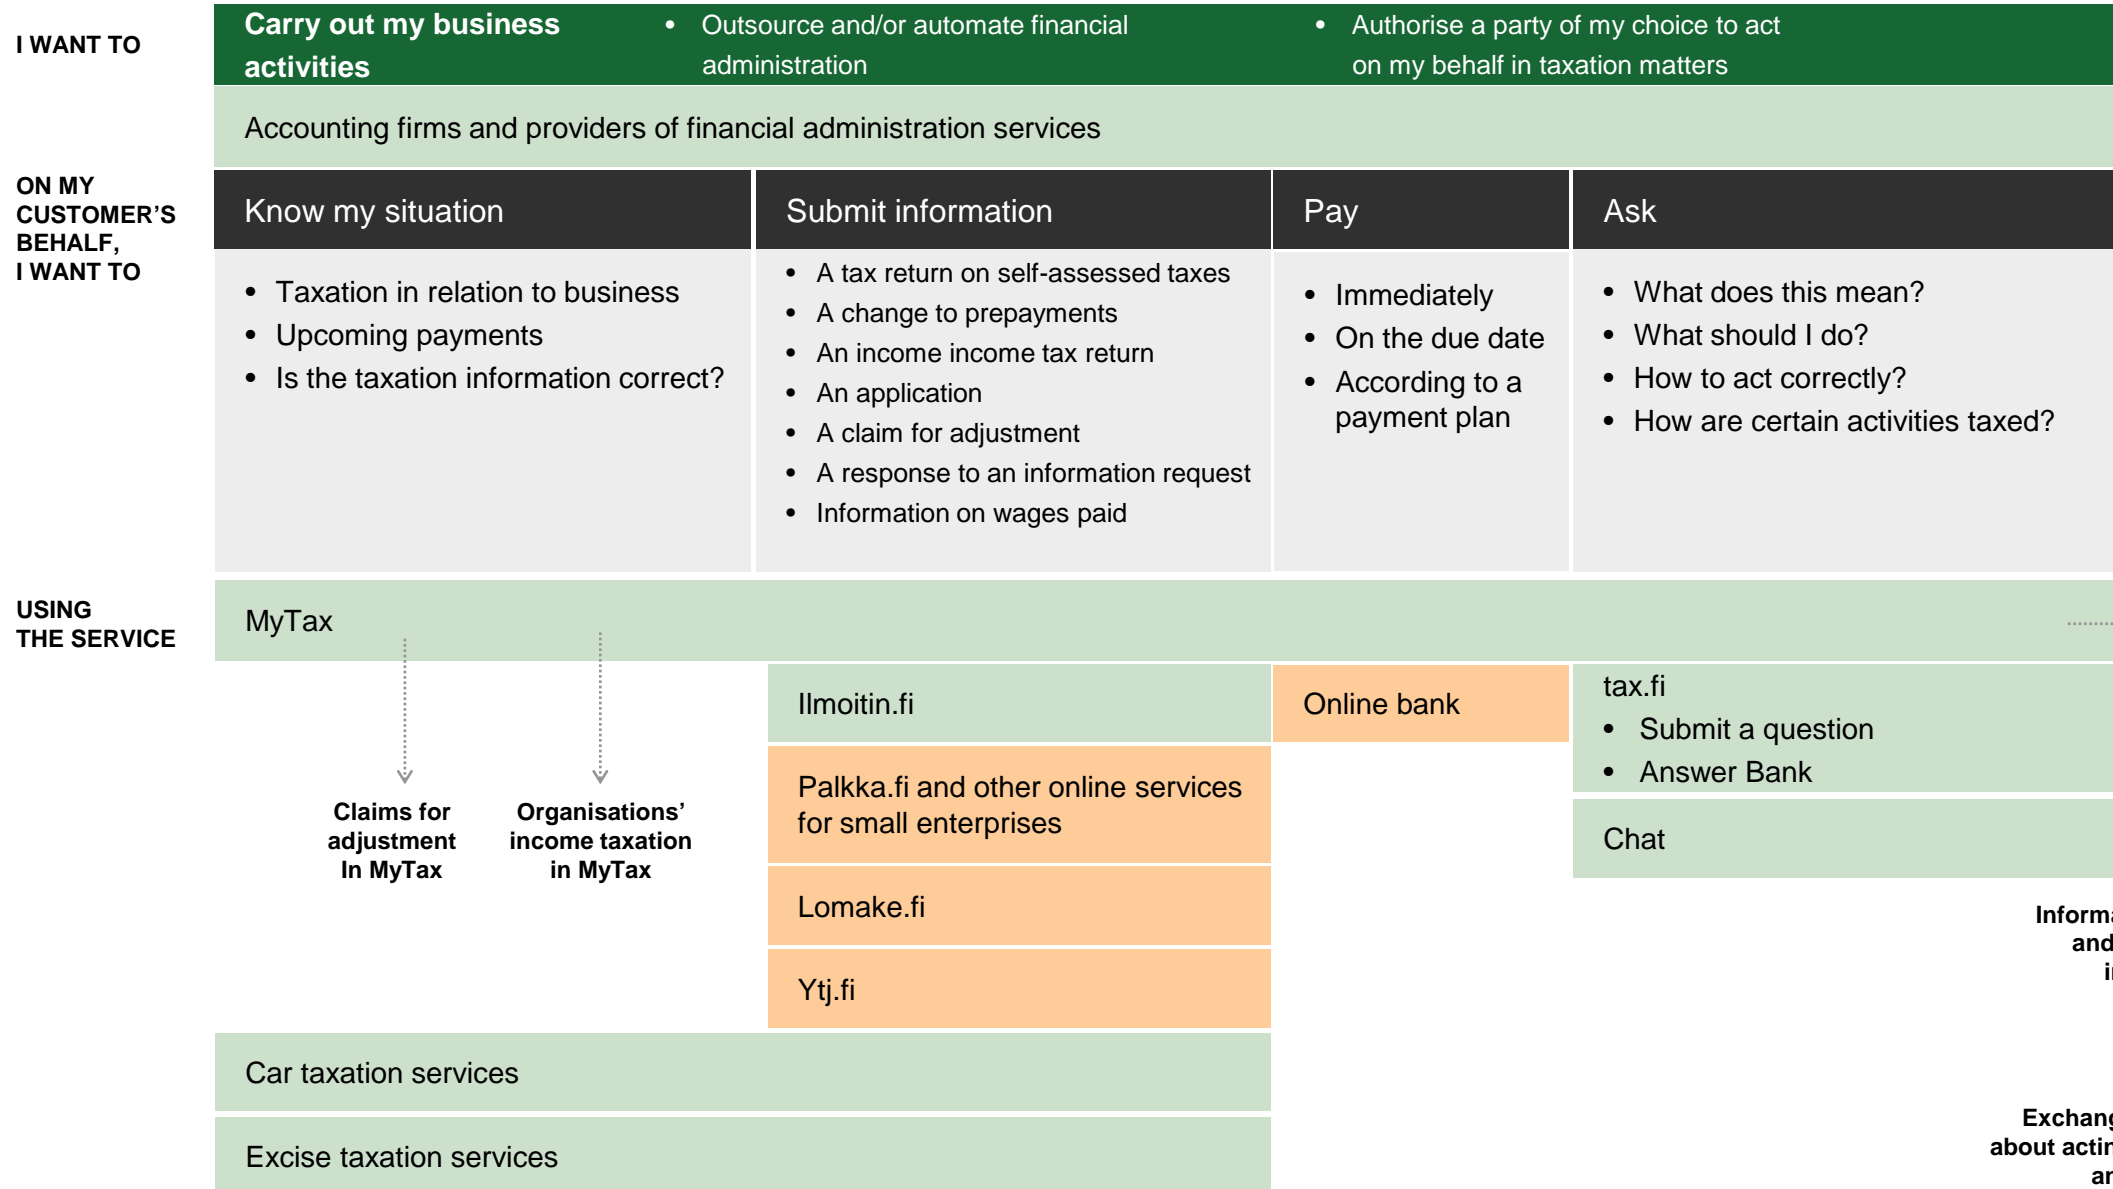 I WANT TO
Carry out my business
activities
• Outsource and/or automate financial
administration
• Authorise a party of my choice to act
on my behalf in taxation matters
Accounting firms and providers of financial administration services
ON MY
CUSTOMER'S
BEHALF,
I WANT TO
Know my situation
• Taxation in relation to business
• Upcoming payments
• Is the taxation information correct?
Submit information
• A tax return on self-assessed taxes
• A change to prepayments
• An income income tax return
• An application
• A claim for adjustment
• A response to an information request
• Information on wages paid
Pay
• Immediately
• On the due date
• According to a
payment plan
Ask
• What does this mean?
• What should I do?
• How to act correctly?
• How are certain activities taxed?
USING
THE SERVICE
MyTax
Claims for
adjustment
In MyTax
Organisations'
income taxation
in MyTax
Ilmoitin.fi
Palkka.fi and other online services
for small enterprises
Lomake.fi
Ytj.fi
Online bank
tax.fi
• Submit a question
• Answer Bank
Chat
and
about
Car taxation services
Excise taxation services